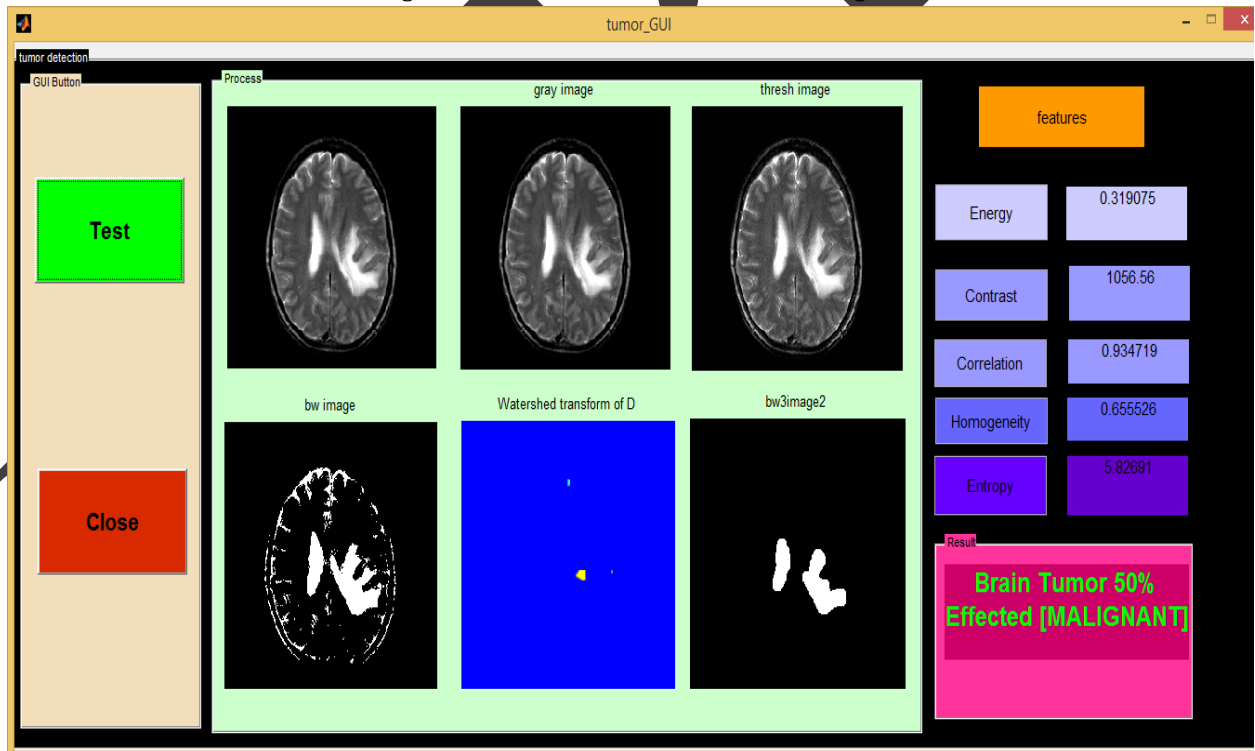 tumor_GUI
tumor detection
GUI Button
Test
Close
Process
gray image
thresh image
bw image
Watershed transform of D
bw3image2
features
Energy
0.319075
Contrast
1056.56
Correlation
0.934719
Homogeneity
0.655526
Entropy
5.82691
Result
Brain Tumor 50%
Effected [MALIGNANT]